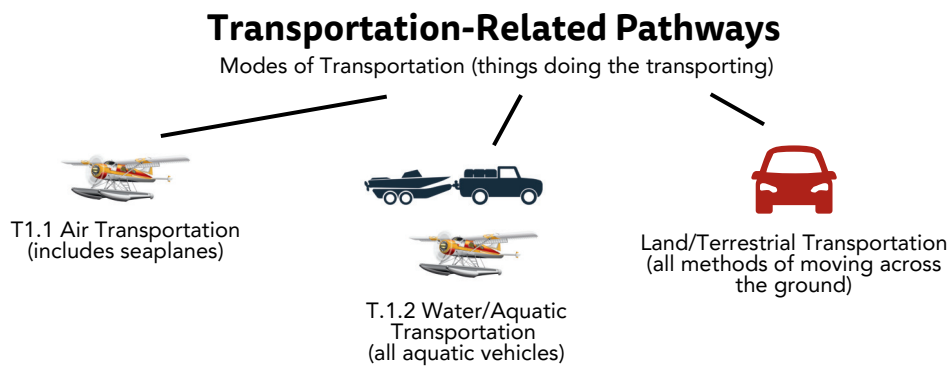 Transportation-Related Pathways
Modes of Transportation (things doing the transporting)
T1.1 Air Transportation
(includes seaplanes)
T.1.2 Water/Aquatic
Transportation
(all aquatic vehicles)
Land/Terrestrial Transportation
(all methods of moving across
the ground)